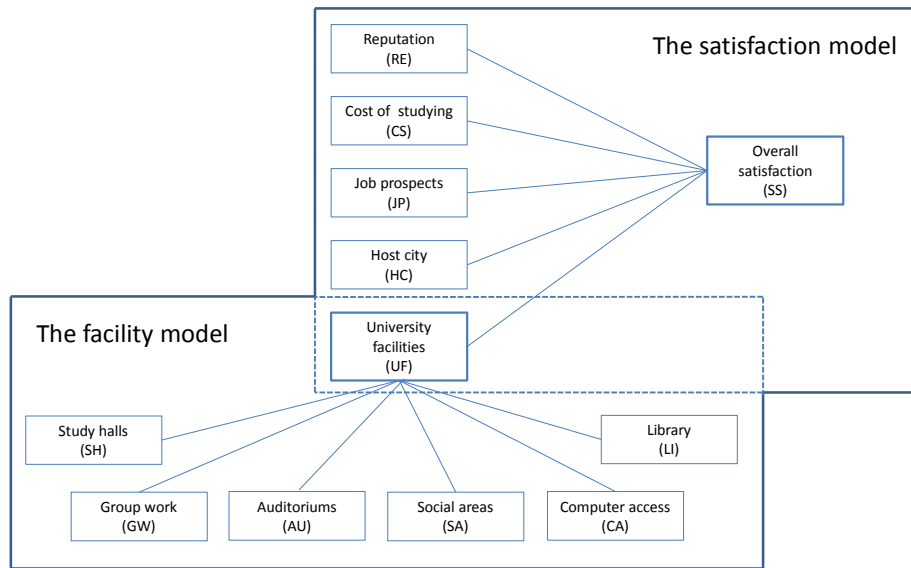 The satisfaction model
Reputation
(RE)
Cost of studying
(CS)
Overall
satisfaction
(SS)
Job prospects
(JP)
Host city
(HC)
The facility model
University
facilities
(UF)
Study halls
(SH)
Library
(LI)
Group work
(GW)
Auditoriums
(AU)
Social areas
(SA)
Computer access
(CA)